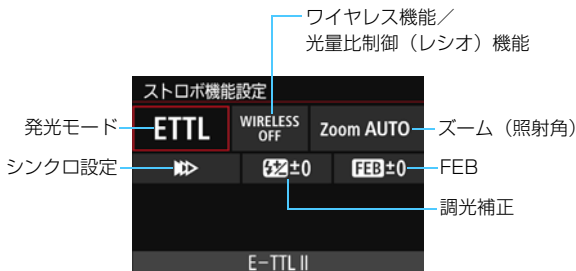 ワイヤレス機能／
光量比制御（レシオ）機能
ストロボ機能設定
発光モード
ETTL
WIRELESS
OFF
Zoom AUTO
ズーム（照射角）
シンクロ設定
±0
FEB±0
FEB
調光補正
E-TTL II